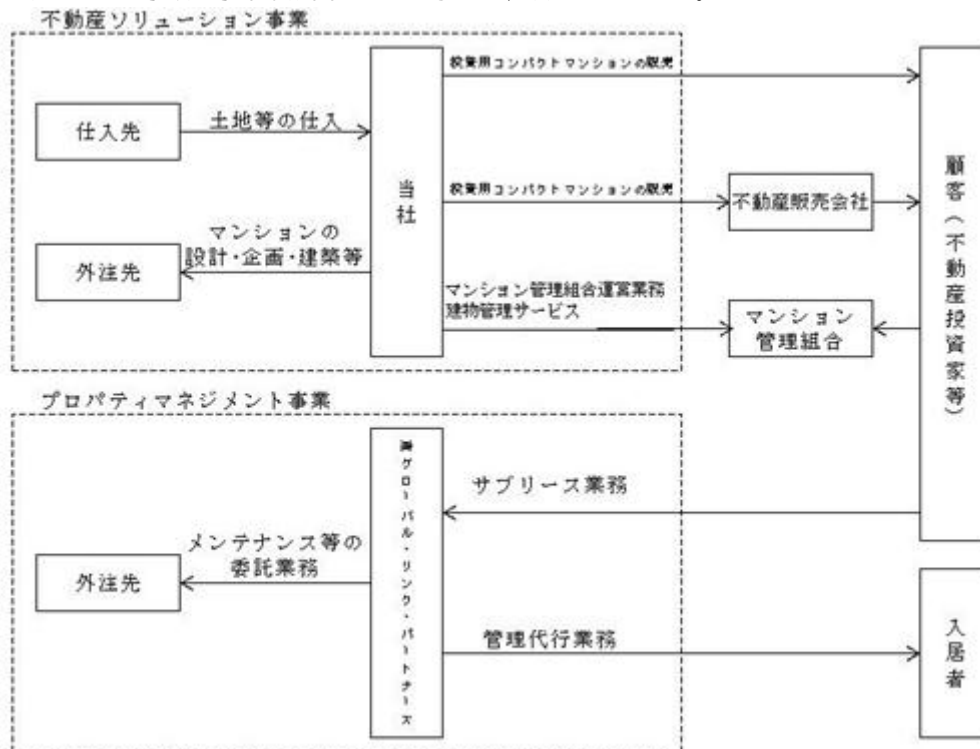 不動産ソリューション事業
投資用コンパクトマンションの販売
仕入先
土地等の仕入
当社
顧客(不動産投資家等)
投資用コンパクトマンションの販売
不動産販売会社
マンションの
設計・企画・建築等
外注先
マンション管理組合運営業務
建物管理サービス
マンション
管理組合
プロパティマネジメント事業
グローバル・リンク・パートナーズ
サブリース業務
メンテナンス等の
委託業務
外注先
管理代行業務
入居者